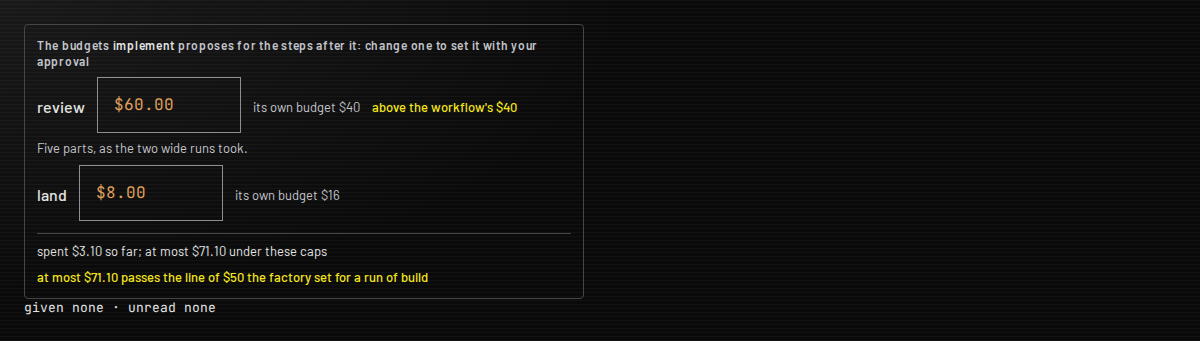 The budgets implement proposes for the steps after it: change one to set it with your
approval
review $60.00 its own budget $40 above the workflow's $40
Five parts, as the two wide runs took.
land $8.00 its own budget $16
spent $3.10 so far; at most $71.10 under these caps
at most $71.10 passes the line of $50 the factory set for a run of build
given none · unread none